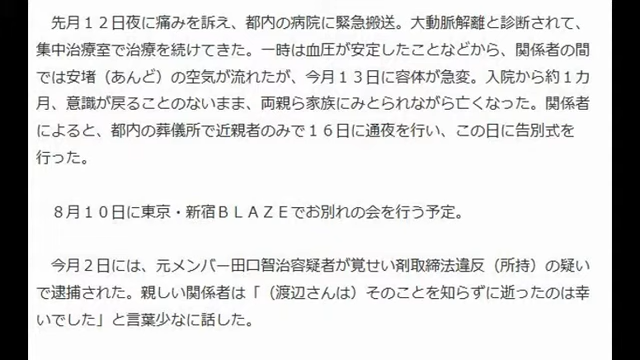 先月１２日夜に痛みを訴え、都内の病院に緊急搬送。大動脈解離と診断されて、
集中治療室で治療を続けてきた。一時は血圧が安定したことなどから、関係者の間
では安堵（あんど）の空気が流れたが、今月１３日に容体が急変。入院から約１カ
月、意識が戻ることのないまま、両親ら家族にみとられながら亡くなった。関係者
によると、都内の葬儀所で近親者のみで１６日に通夜を行い、この日に告別式を
行った。
８月１０日に東京・新宿ＢＬＡＺＥでお別れの会を行う予定。
今月２日には、元メンバー田口智治容疑者が覚せい剤取締法違反（所持）の疑い
で逮捕された。親しい関係者は「（渡辺さんは）そのことを知らずに逝ったのは幸
いでした」と言葉少なに話した。